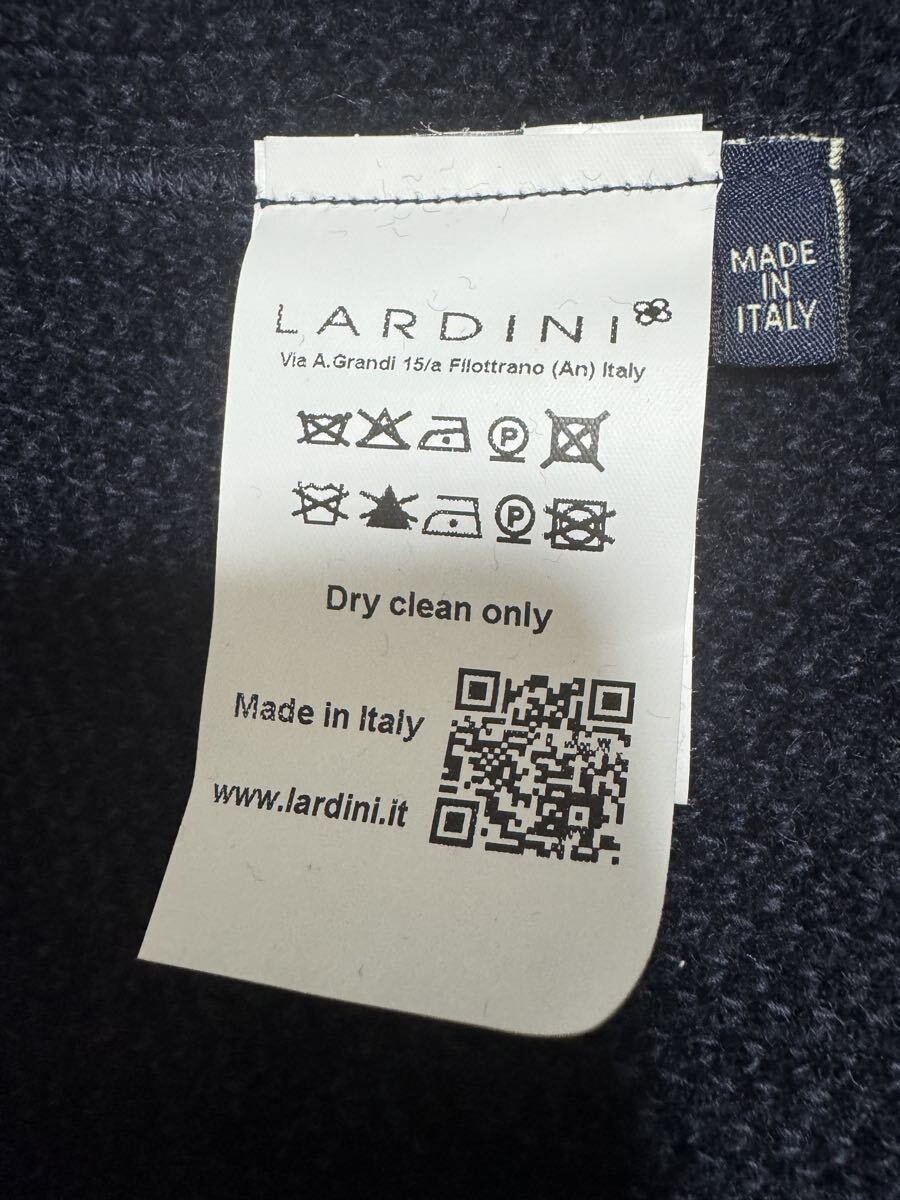 LARDINI
Via A.Grandi 15/a Filottrano (An) Italy
P
P
Dry clean only
Made in Italy
www.lardini.it
MADE
IN
ITALY